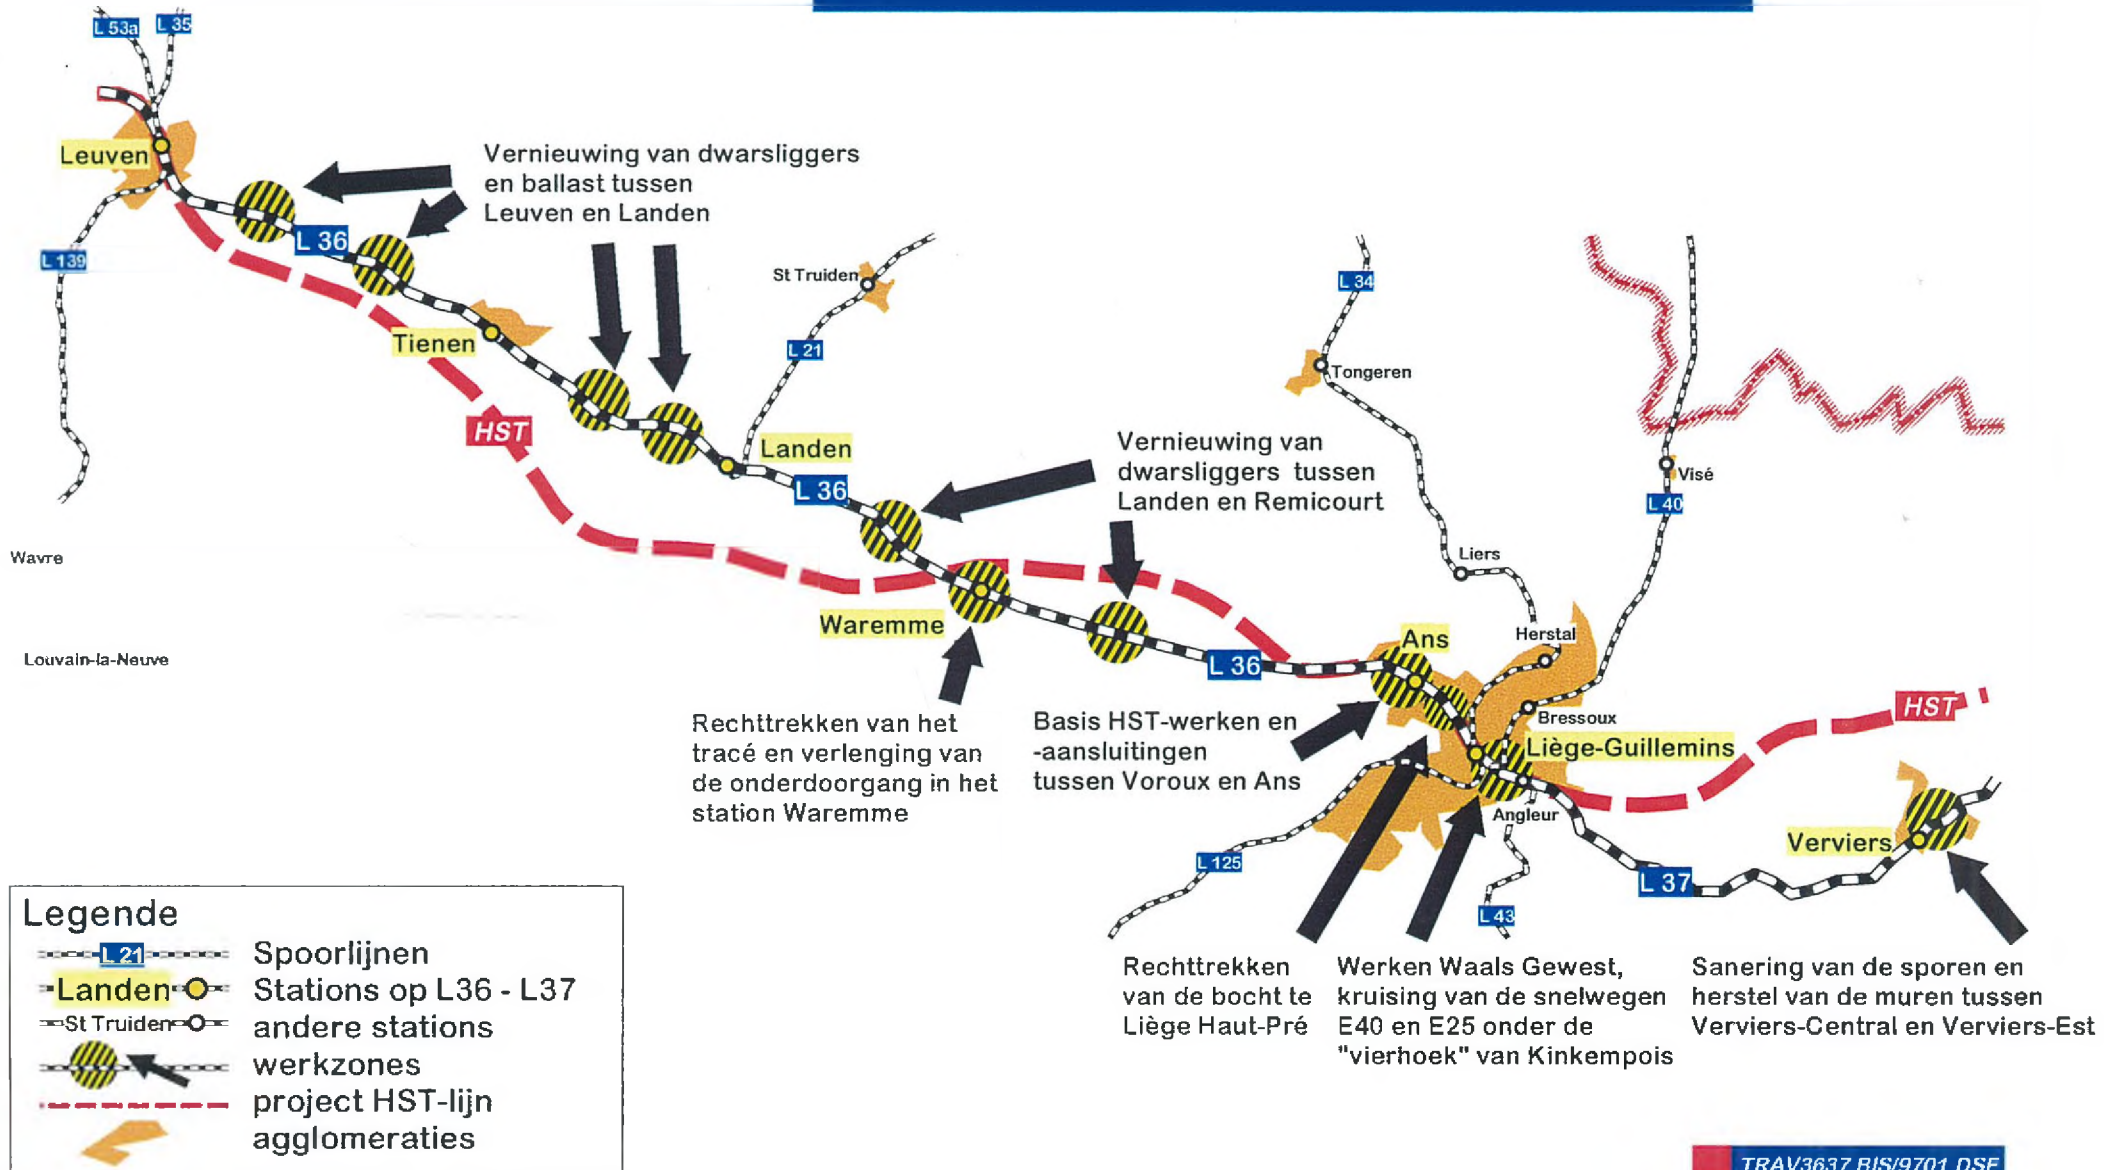 L 53a
L 35
Leuven
L 139
Vernieuwing van dwarsliggers
en ballast tussen
Leuven en Landen
L 36
Tienen
HST
St Truiden
L 21
Landen
L 36
L 34
Tongeren
Vernieuwing van
dwarsliggers tussen
Landen en Remicourt
Visé
L 40
Liers
Wavre
Louvain-la-Neuve
Waremme
L 36
Ans
Herstal
Bressoux
Liège-Guillemins
Angleur
HST
Rechttrekken van het
tracé en verlenging van
de onderdoorgang in het
station Waremme
Basis HST-werken en
-aansluitingen
tussen Voroux en Ans
L 125
L 43
L 37
Verviers
Rechttrekken
van de bocht te
Liège Haut-Pré
Werken Waals Gewest,
kruising van de snelwegen
E40 en E25 onder de
"vierhoek" van Kinkempois
Sanering van de sporen en
herstel van de muren tussen
Verviers-Central en Verviers-Est
Legende
L 21 Spoorlijnen
Landen Stations op L36 - L37
St Truiden andere stations
werkzones
project HST-lijn
agglomeraties
TRAV3637 BIS/9701 DSF